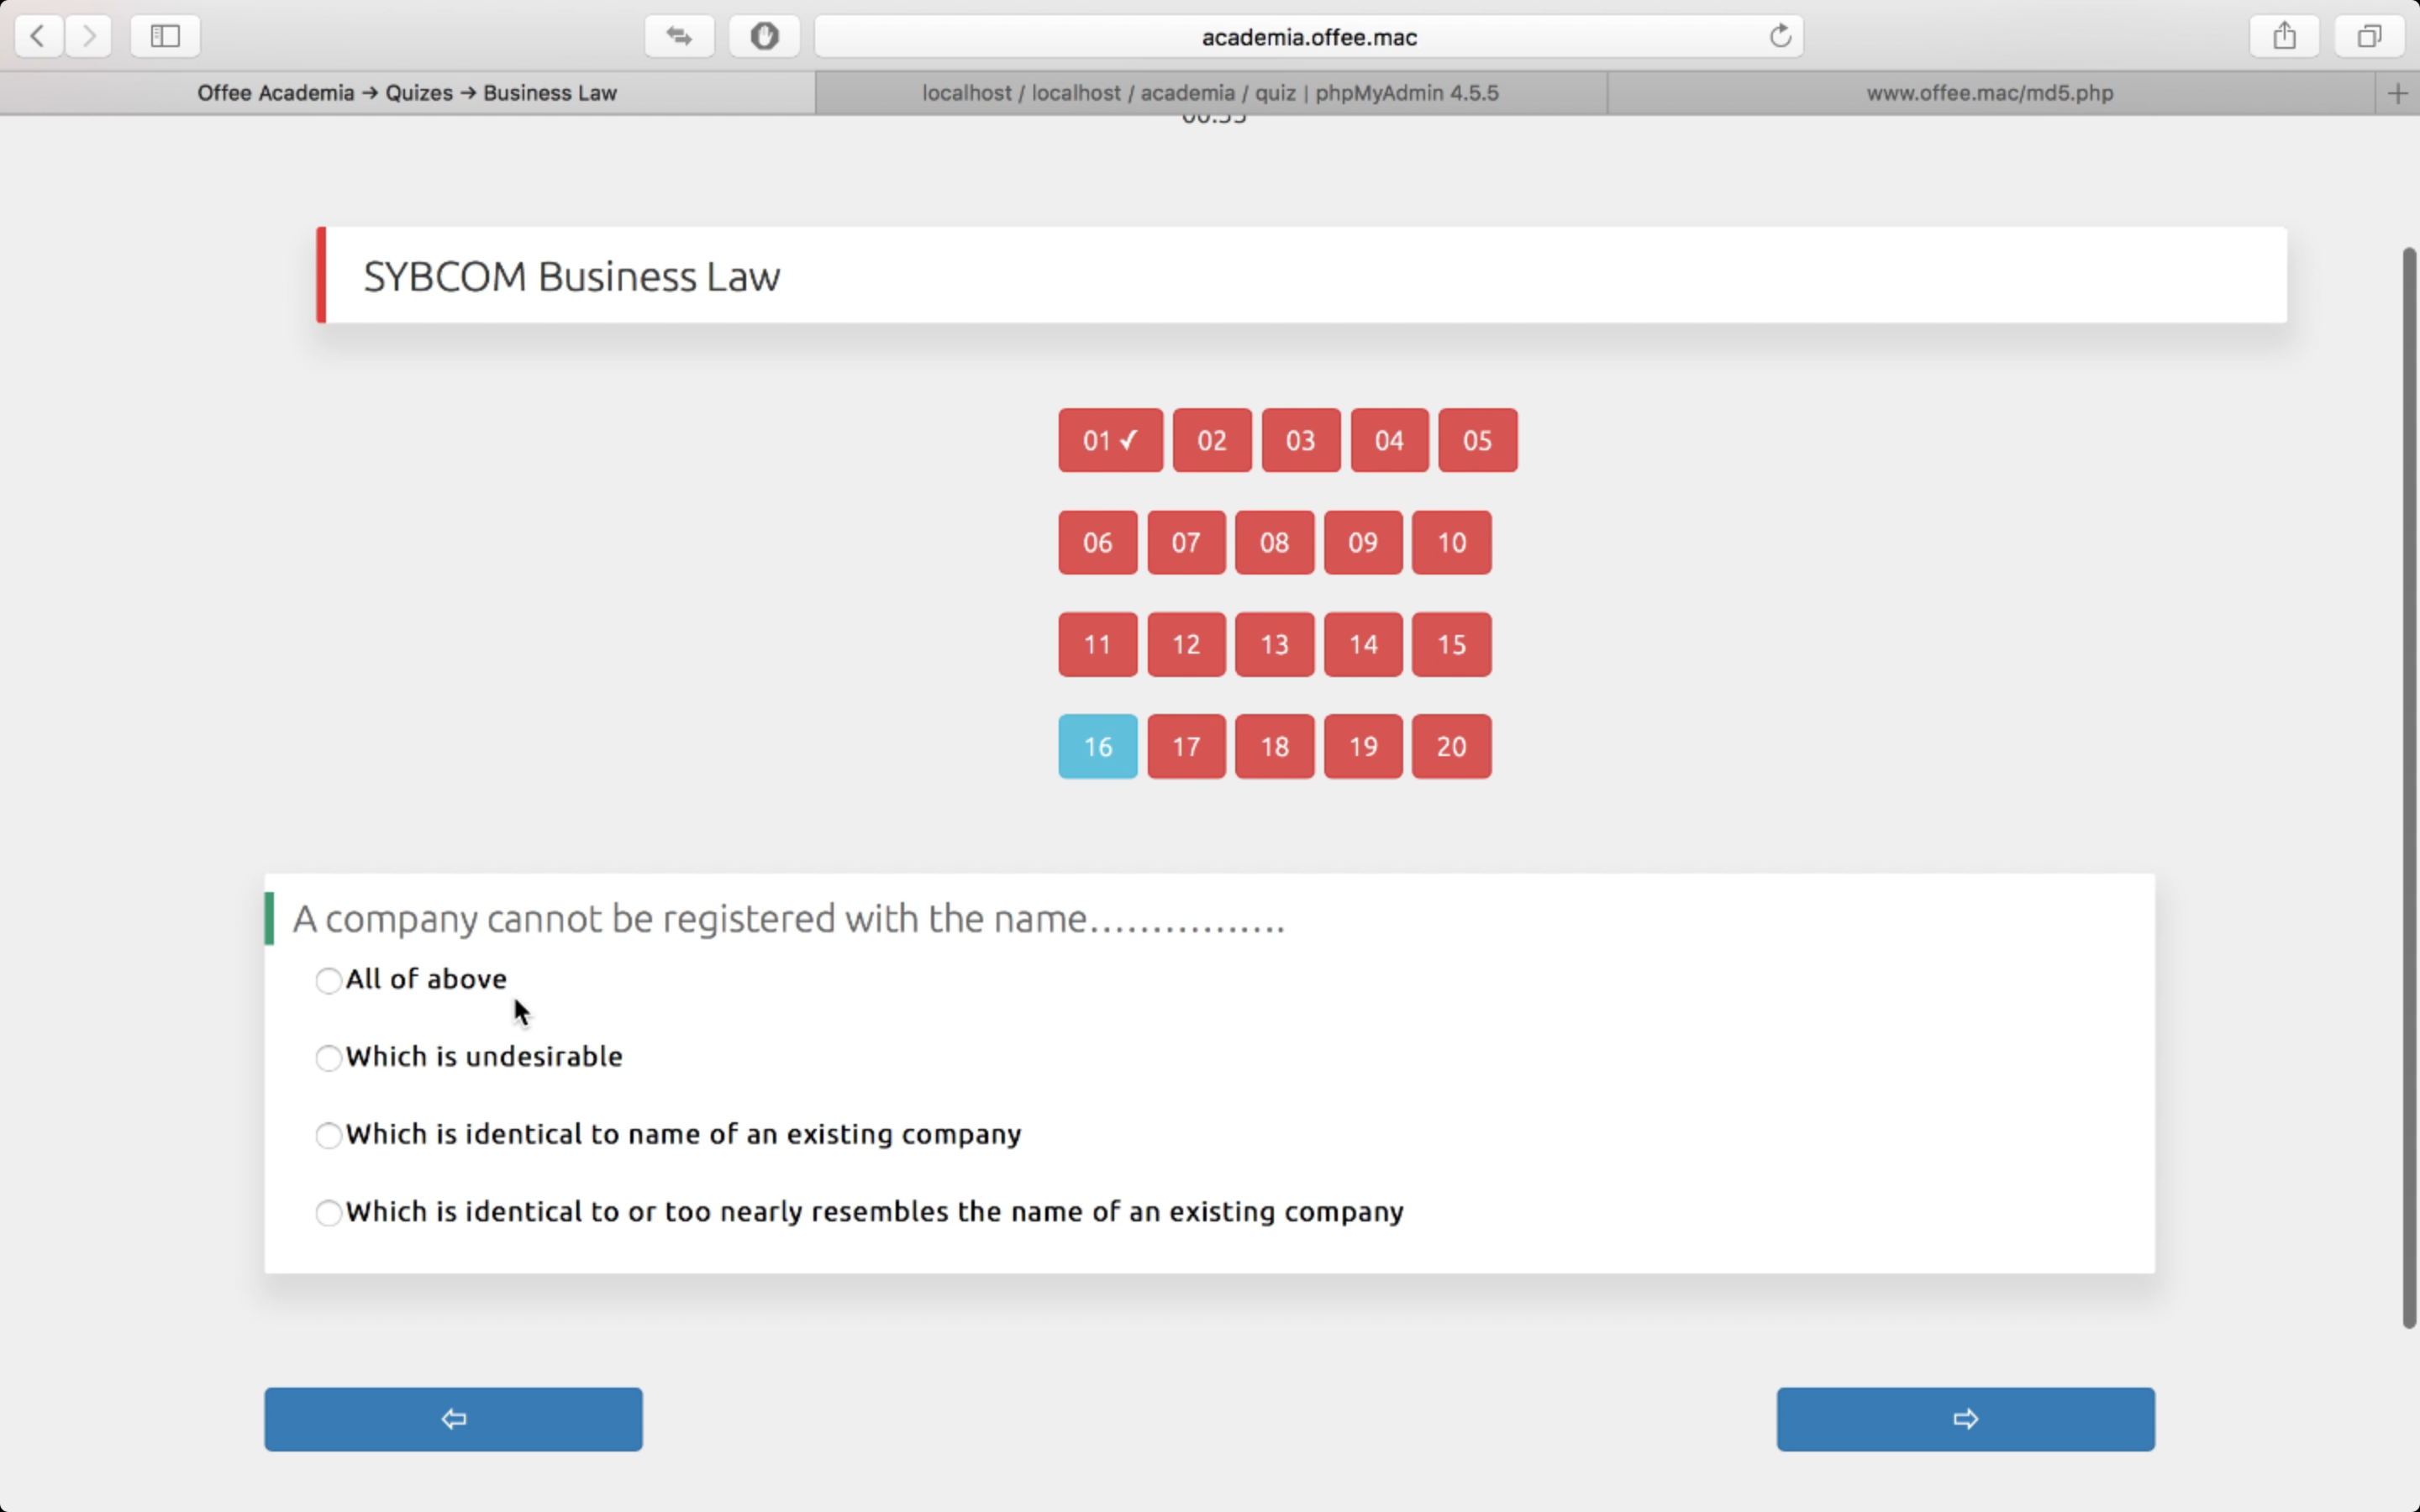 academia.offee.mac
Offee Academia → Quizes → Business Law
localhost / localhost / academia / quiz | phpMyAdmin 4.5.5
www.offee.mac/md5.php
SYBCOM Business Law
01 ✓ 02 03 04 05
06 07 08 09 10
11 12 13 14 15
16 17 18 19 20
A company cannot be registered with the name................
All of above
Which is undesirable
Which is identical to name of an existing company
Which is identical to or too nearly resembles the name of an existing company